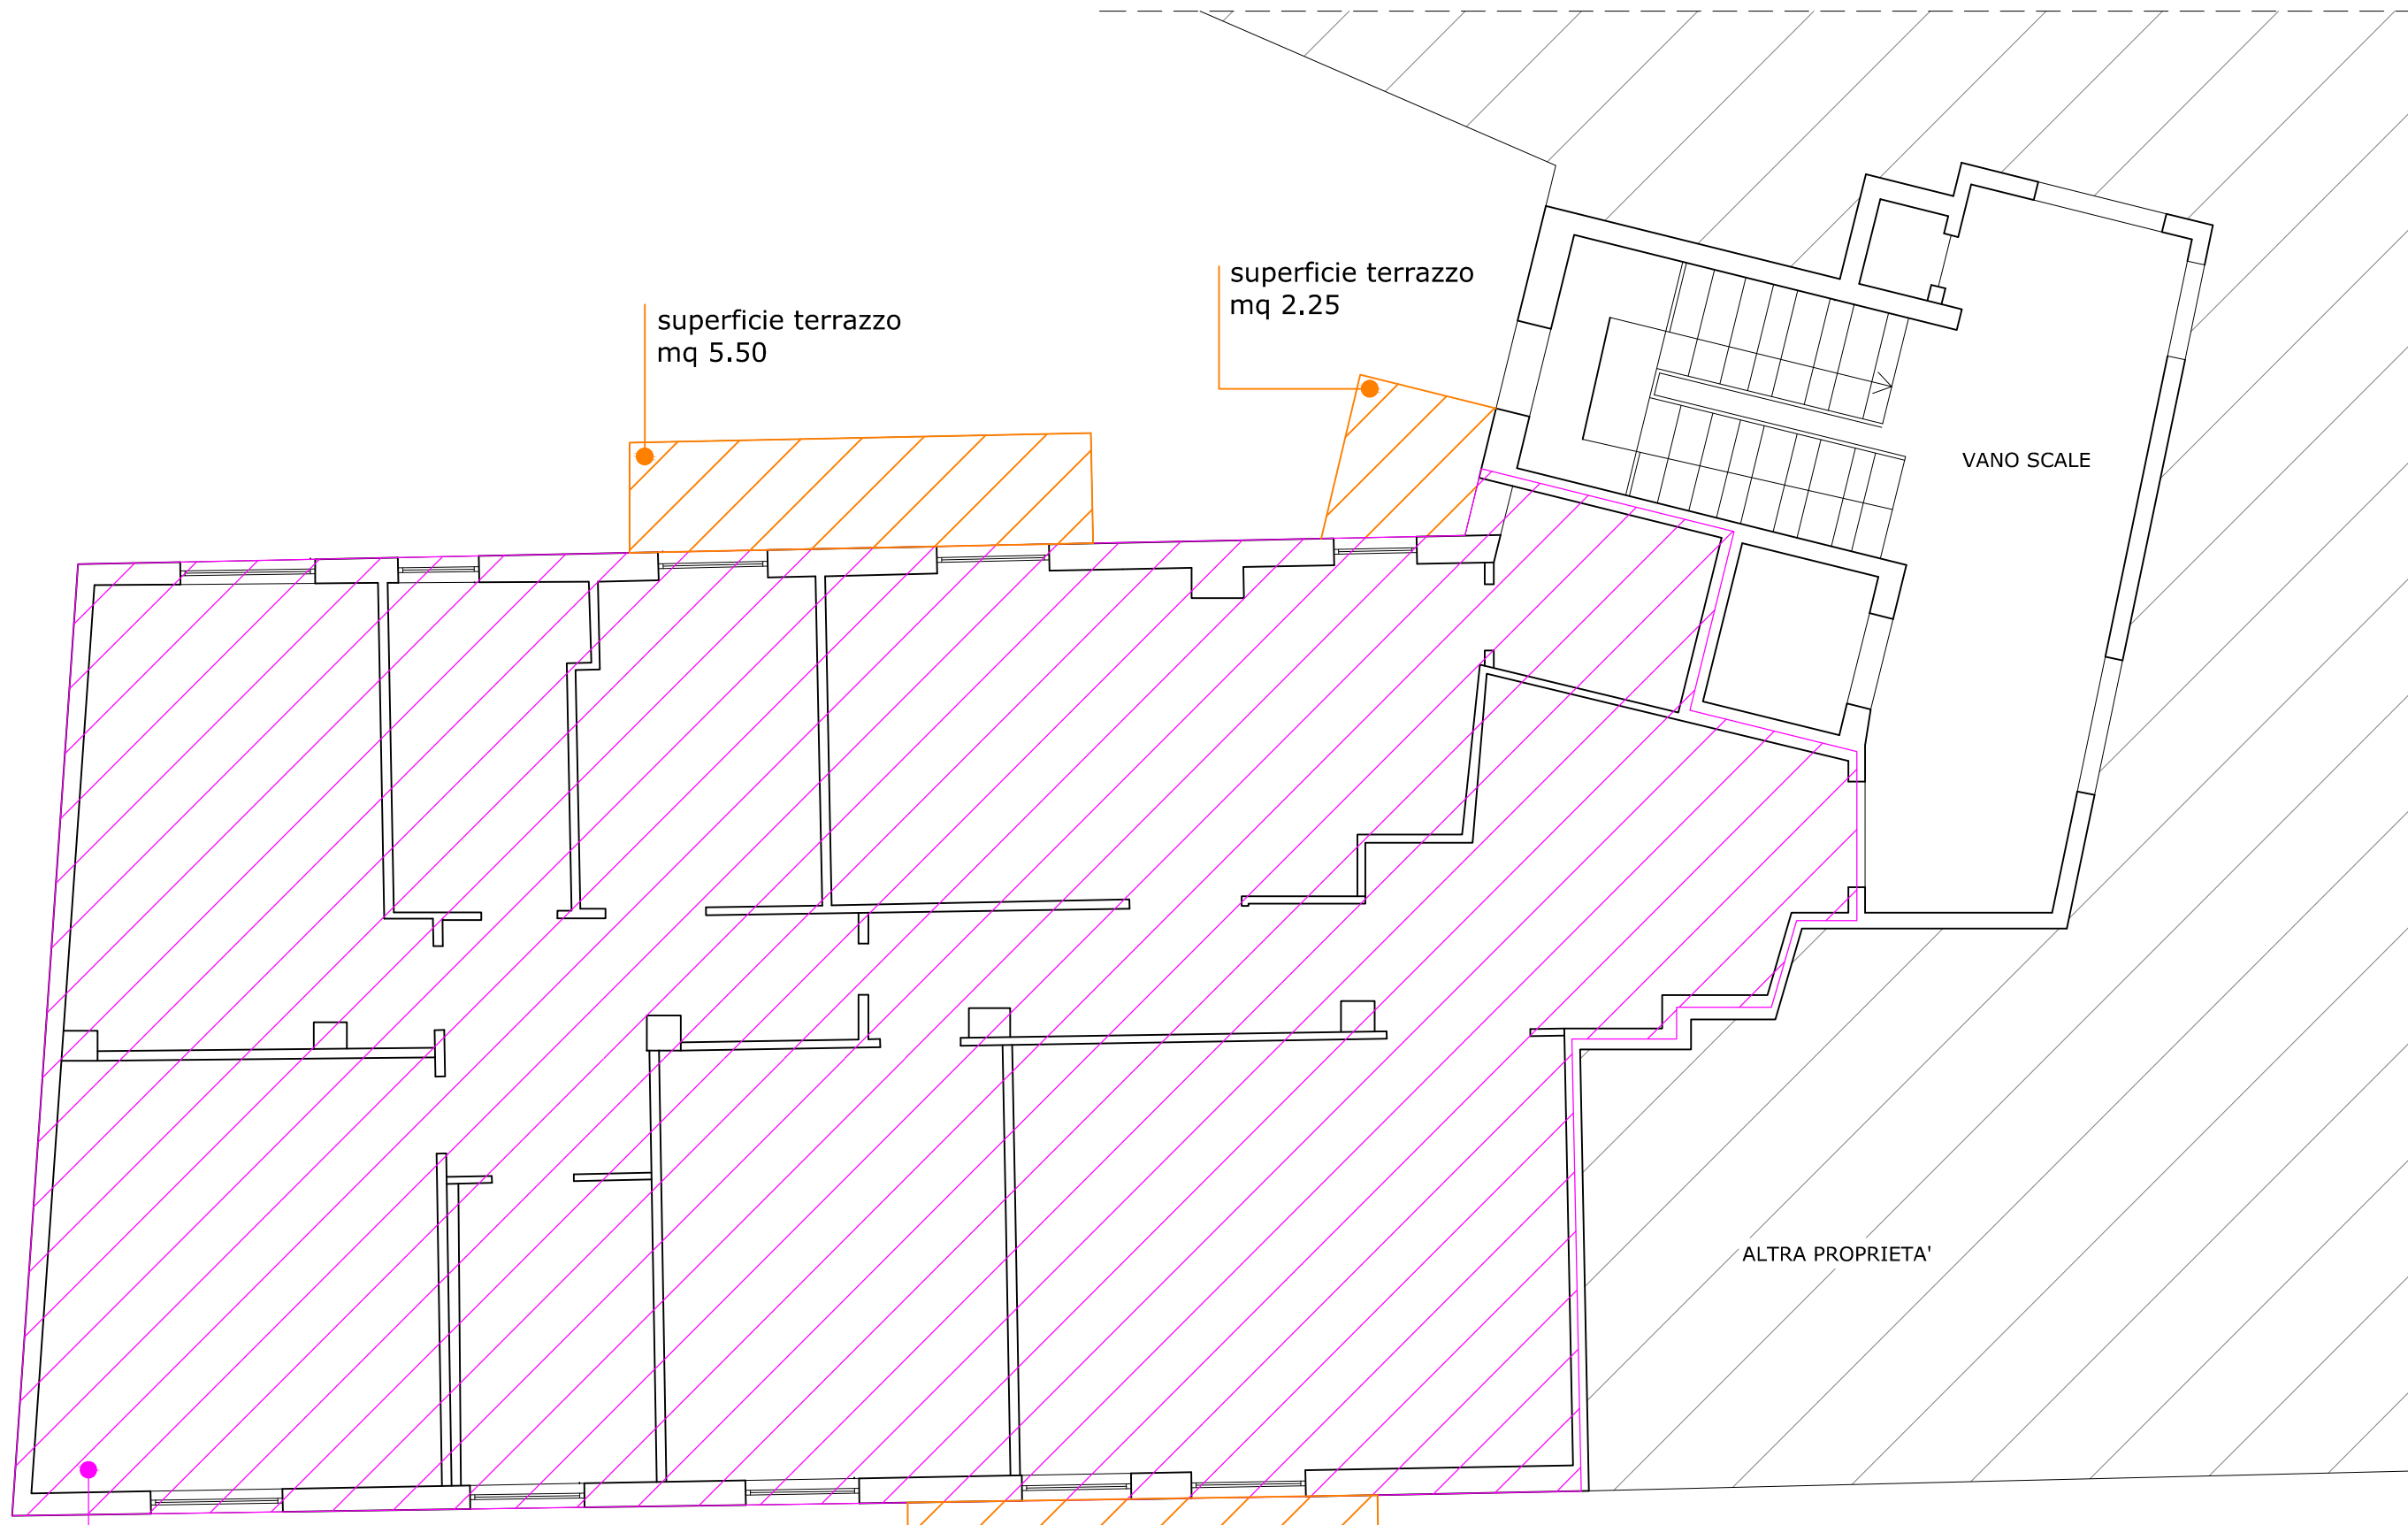 superficie terrazzo
mq 2.25
superficie terrazzo
mq 5.50
VANO SCALE
ALTRA PROPRIETA'